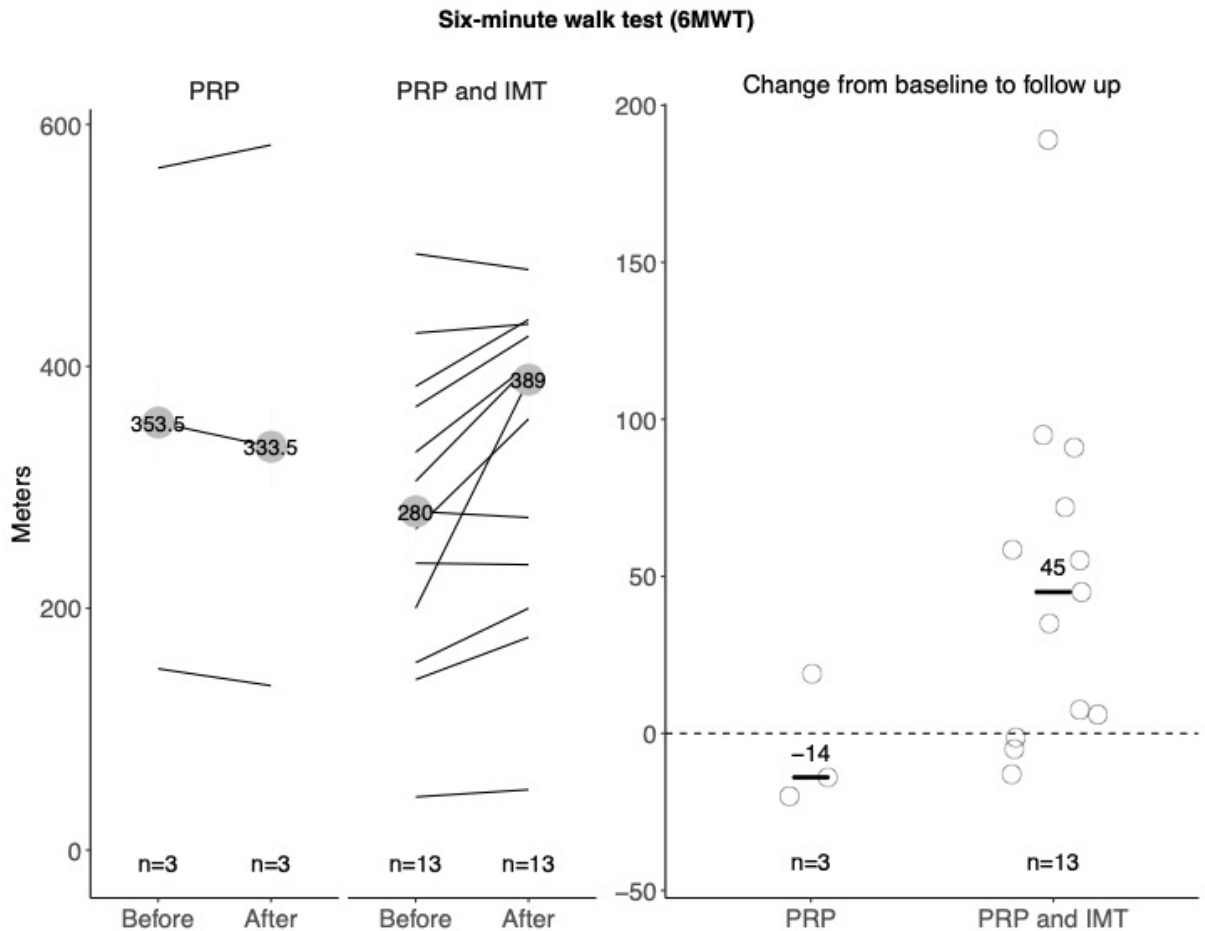 Six-minute walk test (6MWT)
PRP
PRP and IMT
Meters
600
400
200
0
353.5
333.5
280
389
n=3
n=3
n=13
n=13
Before
After
Before
After
Change from baseline to follow up
200
150
100
50
0
−50
−14
45
n=3
n=13
PRP
PRP and IMT